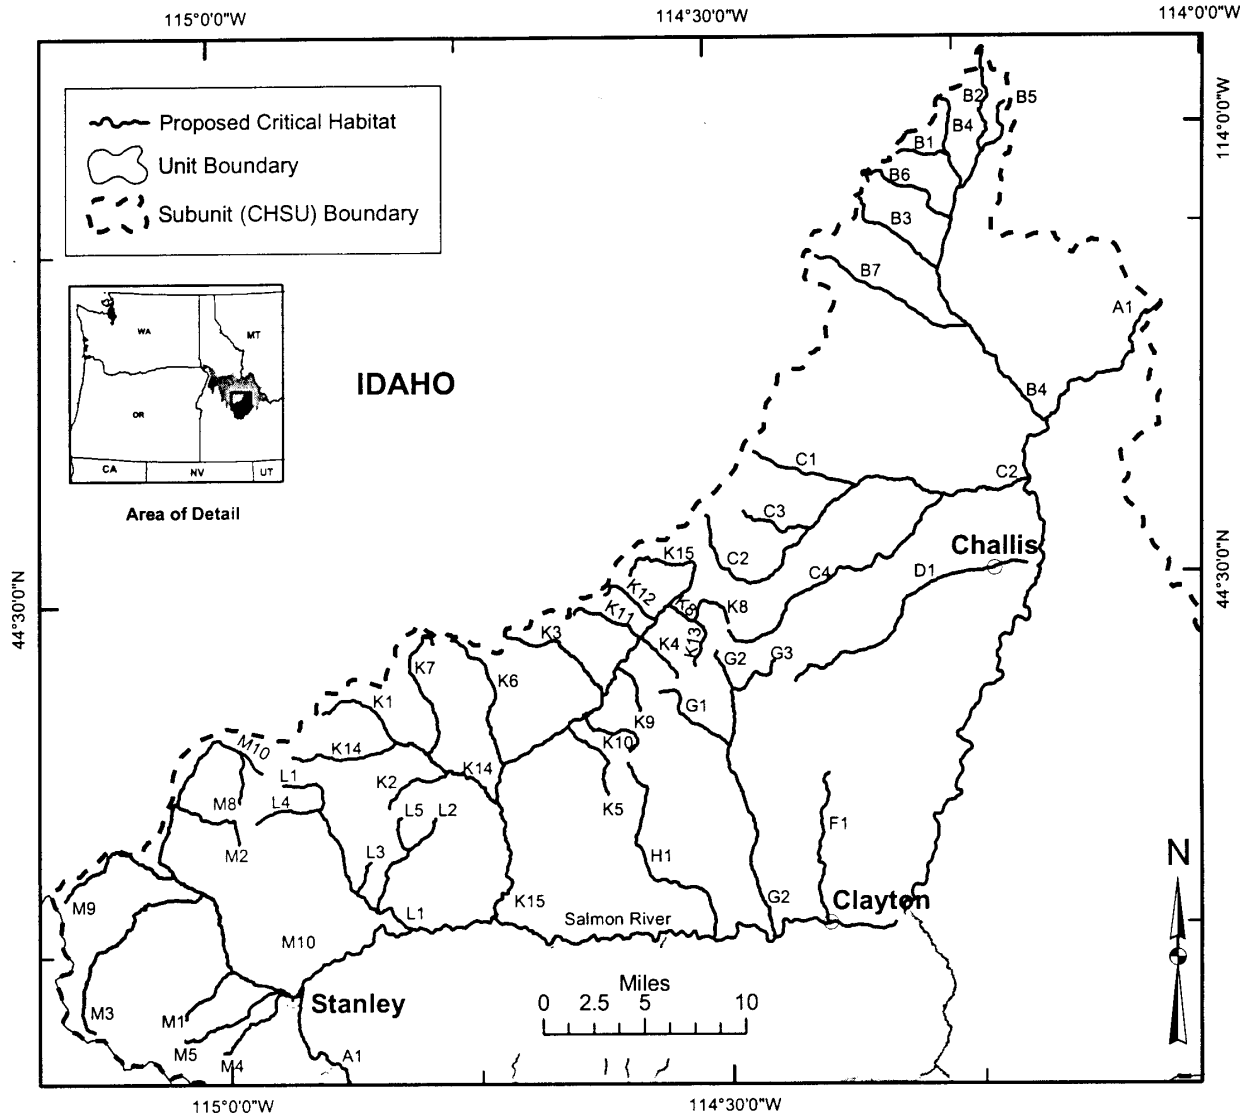 115°0'0"W
114°30'0"W
114°0'0"W
Proposed Critical Habitat
Unit Boundary
Subunit (CHSU) Boundary
WA
MT
OR
CA
NV
UT
Area of Detail
IDAHO
114°0'0"W
B2
B5
B4
B1
B6
B3
B7
A1
B4
C1
C2
C3
Challis
C2
C4
D1
44°30'0"N
44°30'0"N
K15
K12
K8
K8
K11
K13
K3
K4
G2
G3
K7
K6
K1
G1
K9
K10
K14
M10
K14
L1
K2
K5
L4
M8
L5
L2
F1
M2
L3
H1
M9
L1
K15
G2
Clayton
Salmon River
M10
N
Miles
0 2.5 5 10
Stanley
M3
M1
M5
M4
A1
115°0'0"W
114°30'0"W